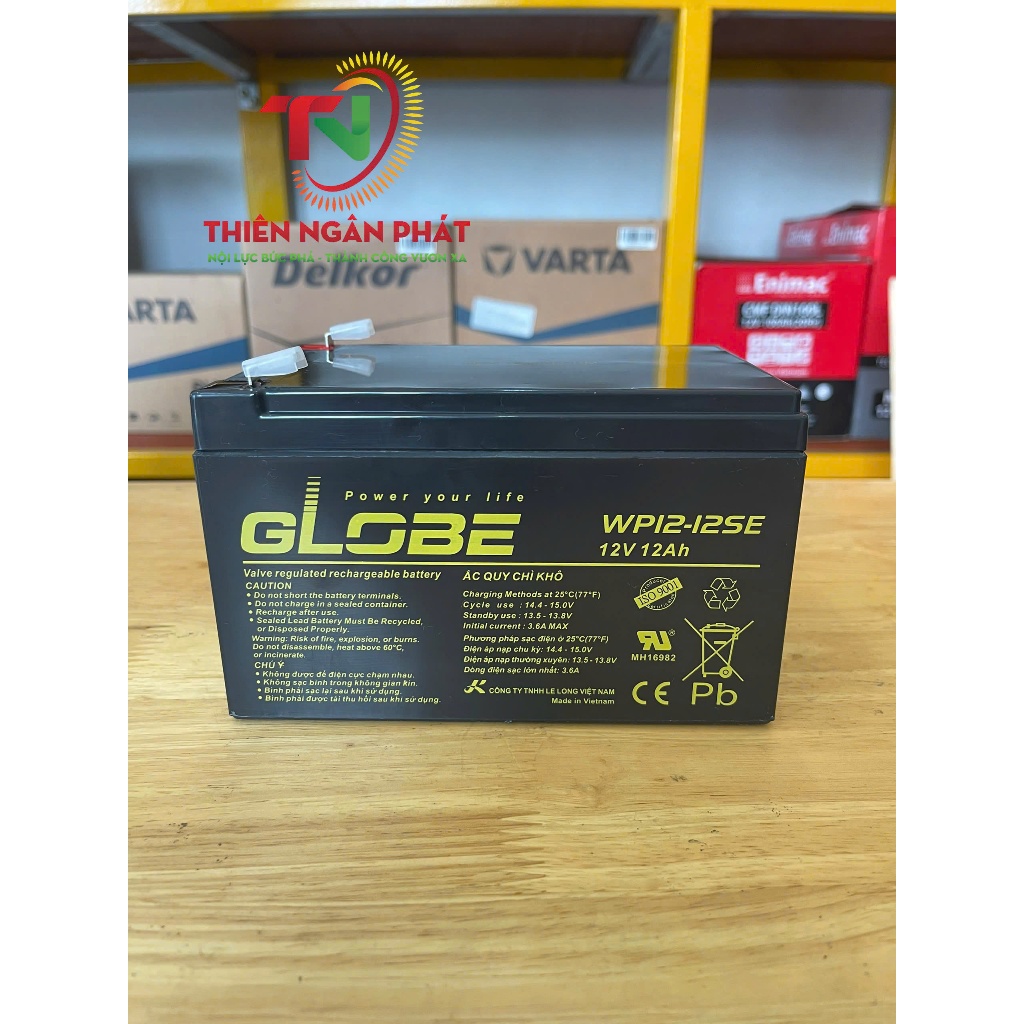 TN
THIÊN NGÂN PHÁT
NỘI LỰC BỨC PHÁ - THÀNH CÔNG VƯƠN XA
ARTA
Delkor
VARTA
Enimac
Enimac
Power your life
GLOBE
WP12-12SE
12V 12Ah
Valve regulated rechargeable battery
CAUTION
• Do not short the battery terminals.
• Do not charge in a sealed container.
• Recharge after use.
• Sealed Lead Battery Must Be Recycled,
or Disposed Properly.
Warning: Risk of fire, explosion, or burns.
Do not disassemble, heat above 60°C,
or incinerate.
CHÚ Ý
• Không được để điện cực chạm nhau.
• Không sạc bình trong không gian kín.
• Bình phải sạc lại sau khi sử dụng.
• Bình phải được tái thu hồi sau khi sử dụng.
ẮC QUY CHÌ KHÔ
Charging Methods at 25°C(77°F)
Cycle use : 14.4 - 15.0V
Standby use : 13.5 - 13.8V
Initial current : 3.6A MAX
Phương pháp sạc điện ở 25°C(77°F)
Điện áp nạp chu kỳ: 14.4 - 15.0V
Điện áp nạp thường xuyên: 13.5 - 13.8V
Dòng điện sạc lớn nhất: 3.6A
CÔNG TY TNHH LE LONG VIỆT NAM
Made in Vietnam
ISO 9001
MH16982
CE Pb